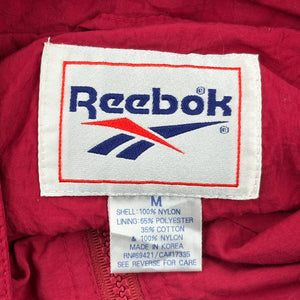 Reebok®
®
M
SHELL: 100% NYLON
LINING: 65% POLYESTER
35% COTTON
& 100% NYLON
MADE IN KOREA
RN#69421/CA#17335
SEE REVERSE FOR CARE